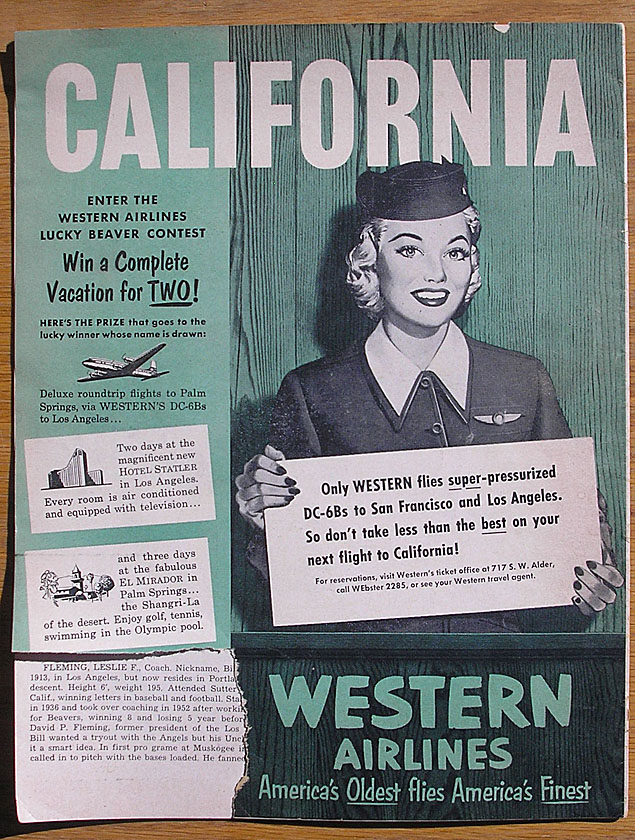 CALIFORNIA
ENTER THE
WESTERN AIRLINES
LUCKY BEAVER CONTEST
Win a Complete
Vacation for TWO!
HERE'S THE PRIZE that goes to the
lucky winner whose name is drawn:
Deluxe roundtrip flights to Palm
Springs, via WESTERN'S DC-6Bs
to Los Angeles...
Two days at the
magnificent new
HOTEL STATLER
in Los Angeles.
Every room is air conditioned
and equipped with television...
and three days
at the fabulous
EL MIRADOR in
Palm Springs...
the Shangri-La
of the desert. Enjoy golf, tennis,
swimming in the Olympic pool.
Only WESTERN flies super-pressurized
DC-6Bs to San Francisco and Los Angeles.
So don't take less than the best on your
next flight to California!
For reservations, visit Western's ticket office at 717 S. W. Alder,
call WEbster 2285, or see your Western travel agent.
FLEMING, LESLIE F., Coach. Nickname,
1913, in Los Angeles, but now resides in
descent. Height 6', weight 195. Attended Sutter
Calif., winning letters in baseball and football.
in 1936 and took over coaching in 1952 after
for Beavers, winning 8 and losing 5 year
David P. Fleming, former president of the Los
Bill wanted a tryout with the Angels but his
it a smart idea. In first pro game at Muskogee
called in to pitch with the bases loaded. He fanned
WESTERN
AIRLINES
America's Oldest flies America's Finest